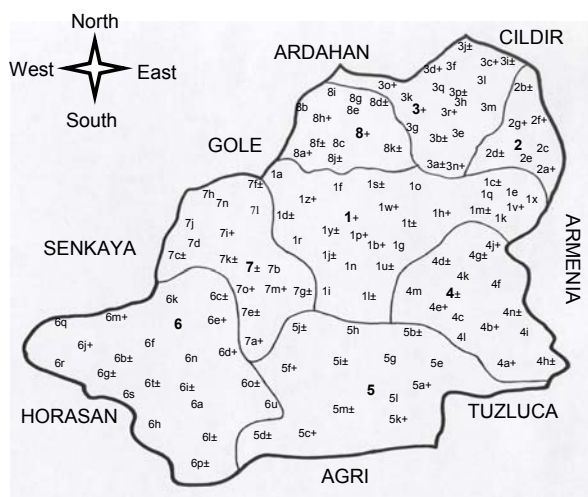 North
CILDIR
ARDAHAN
3j±
3d+ 3f 3c+ 3i±
West East
3o+ 3q 3p± 3l 2b±
8i 8g 8d± 3k 3h
8b 8e 3+ 3r+ 3m 2g+ 2f+
South
8h+ 8+ 3g 3b± 3e 2
8f± 8c 8k± 2d± 2c
GOLE 8a+ 8j± 3a± 3n+ 2e 2a+
1a
7f± 1f 1s± 1o 1c± 1e
7h 7n 1z+ 1q 1x
7l 1d± 1+ 1w+ 1h+ 1m± 1v+
7j 7i+ 1y± 1t± 1k
SENKAYA 7d 1r 1p+ 4j+
7c± 7k± 1b+ 1g 4g±
7± 7b 1j± 1n 1u± 4d±
6k 6c± 7o+ 7m+ 7g± 1i 1l± 4m 4k 4f
ARMENIA
6q 6m+ 6 6e+ 7e± 4± 4e+ 4c 4n±
6j+ 6f 7a+ 5j± 5h 5b± 4b+ 4i
6b± 6n 6d+ 4l
6r 6g± 5f+ 5i± 5g 5e 4a+ 4h±
6s 6t± 6i± 6o± 5 5a+
6a 6u 5m± 5l
HORASAN TUZLUCA
6h 6l± 5d± 5c+ 5k+
6p±
AGRI